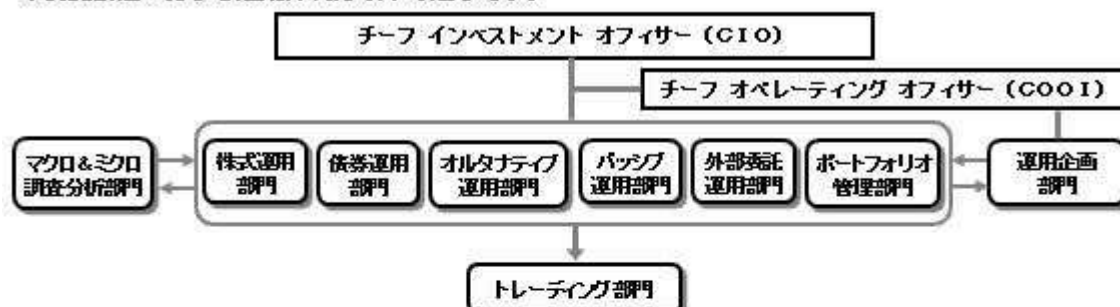 チーフ インベストメント オフィサー (CIO)
チーフ オペレーティング オフィサー (COOI)
マクロ&ミクロ
調査分析部門
株式運用
部門
債券運用
部門
オルタナティブ
運用部門
パッシブ
運用部門
外部委託
運用部門
ポートフォリオ
管理部門
運用企画
部門
トレーディング部門